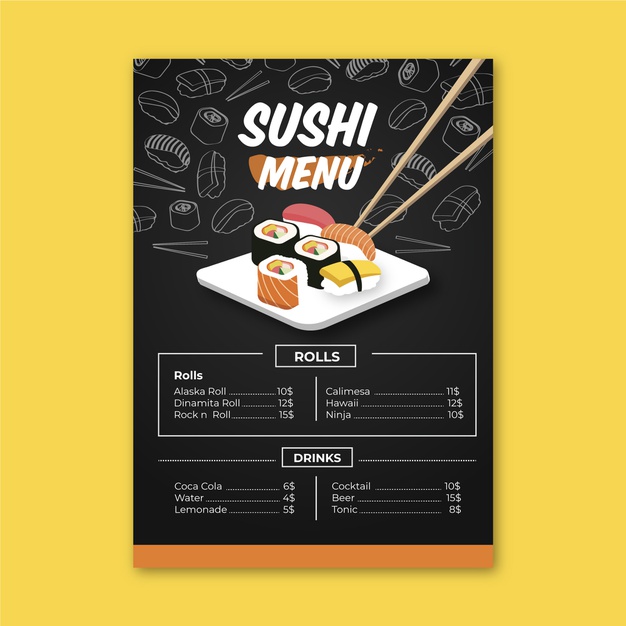 SUSHI
MENU
ROLLS
Rolls
Alaska Roll 10$
Dinamita Roll 12$
Rock n Roll 15$
Calimesa 11$
Hawaii 12$
Ninja 10$
DRINKS
Coca Cola 6$
Water 4$
Lemonade 5$
Cocktail 10$
Beer 15$
Tonic 8$